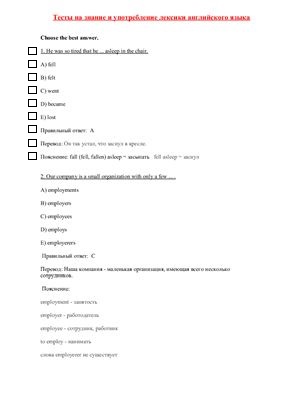 Тесты на знание и употребление лексики английского языка
Choose the best answer.
1. He was so tired that he ... asleep in the chair.
A) fell
B) felt
C) went
D) became
E) lost
Правильный ответ: A
Перевод: Он так устал, что заснул в кресле.
Пояснение: fall (fell, fallen) asleep ~ засыпать fell asleep ~ заснул
2. Our company is a small organization with only a few ... .
A) employments
B) employers
C) employees
D) employs
E) employerers
Правильный ответ: C
Перевод: Наша компания - маленькая организация, имеющая всего несколько
сотрудников.
Пояснение:
employment - занятость
employer - работодатель
employee - сотрудник, работник
to employ - нанимать
слова employerer не существует